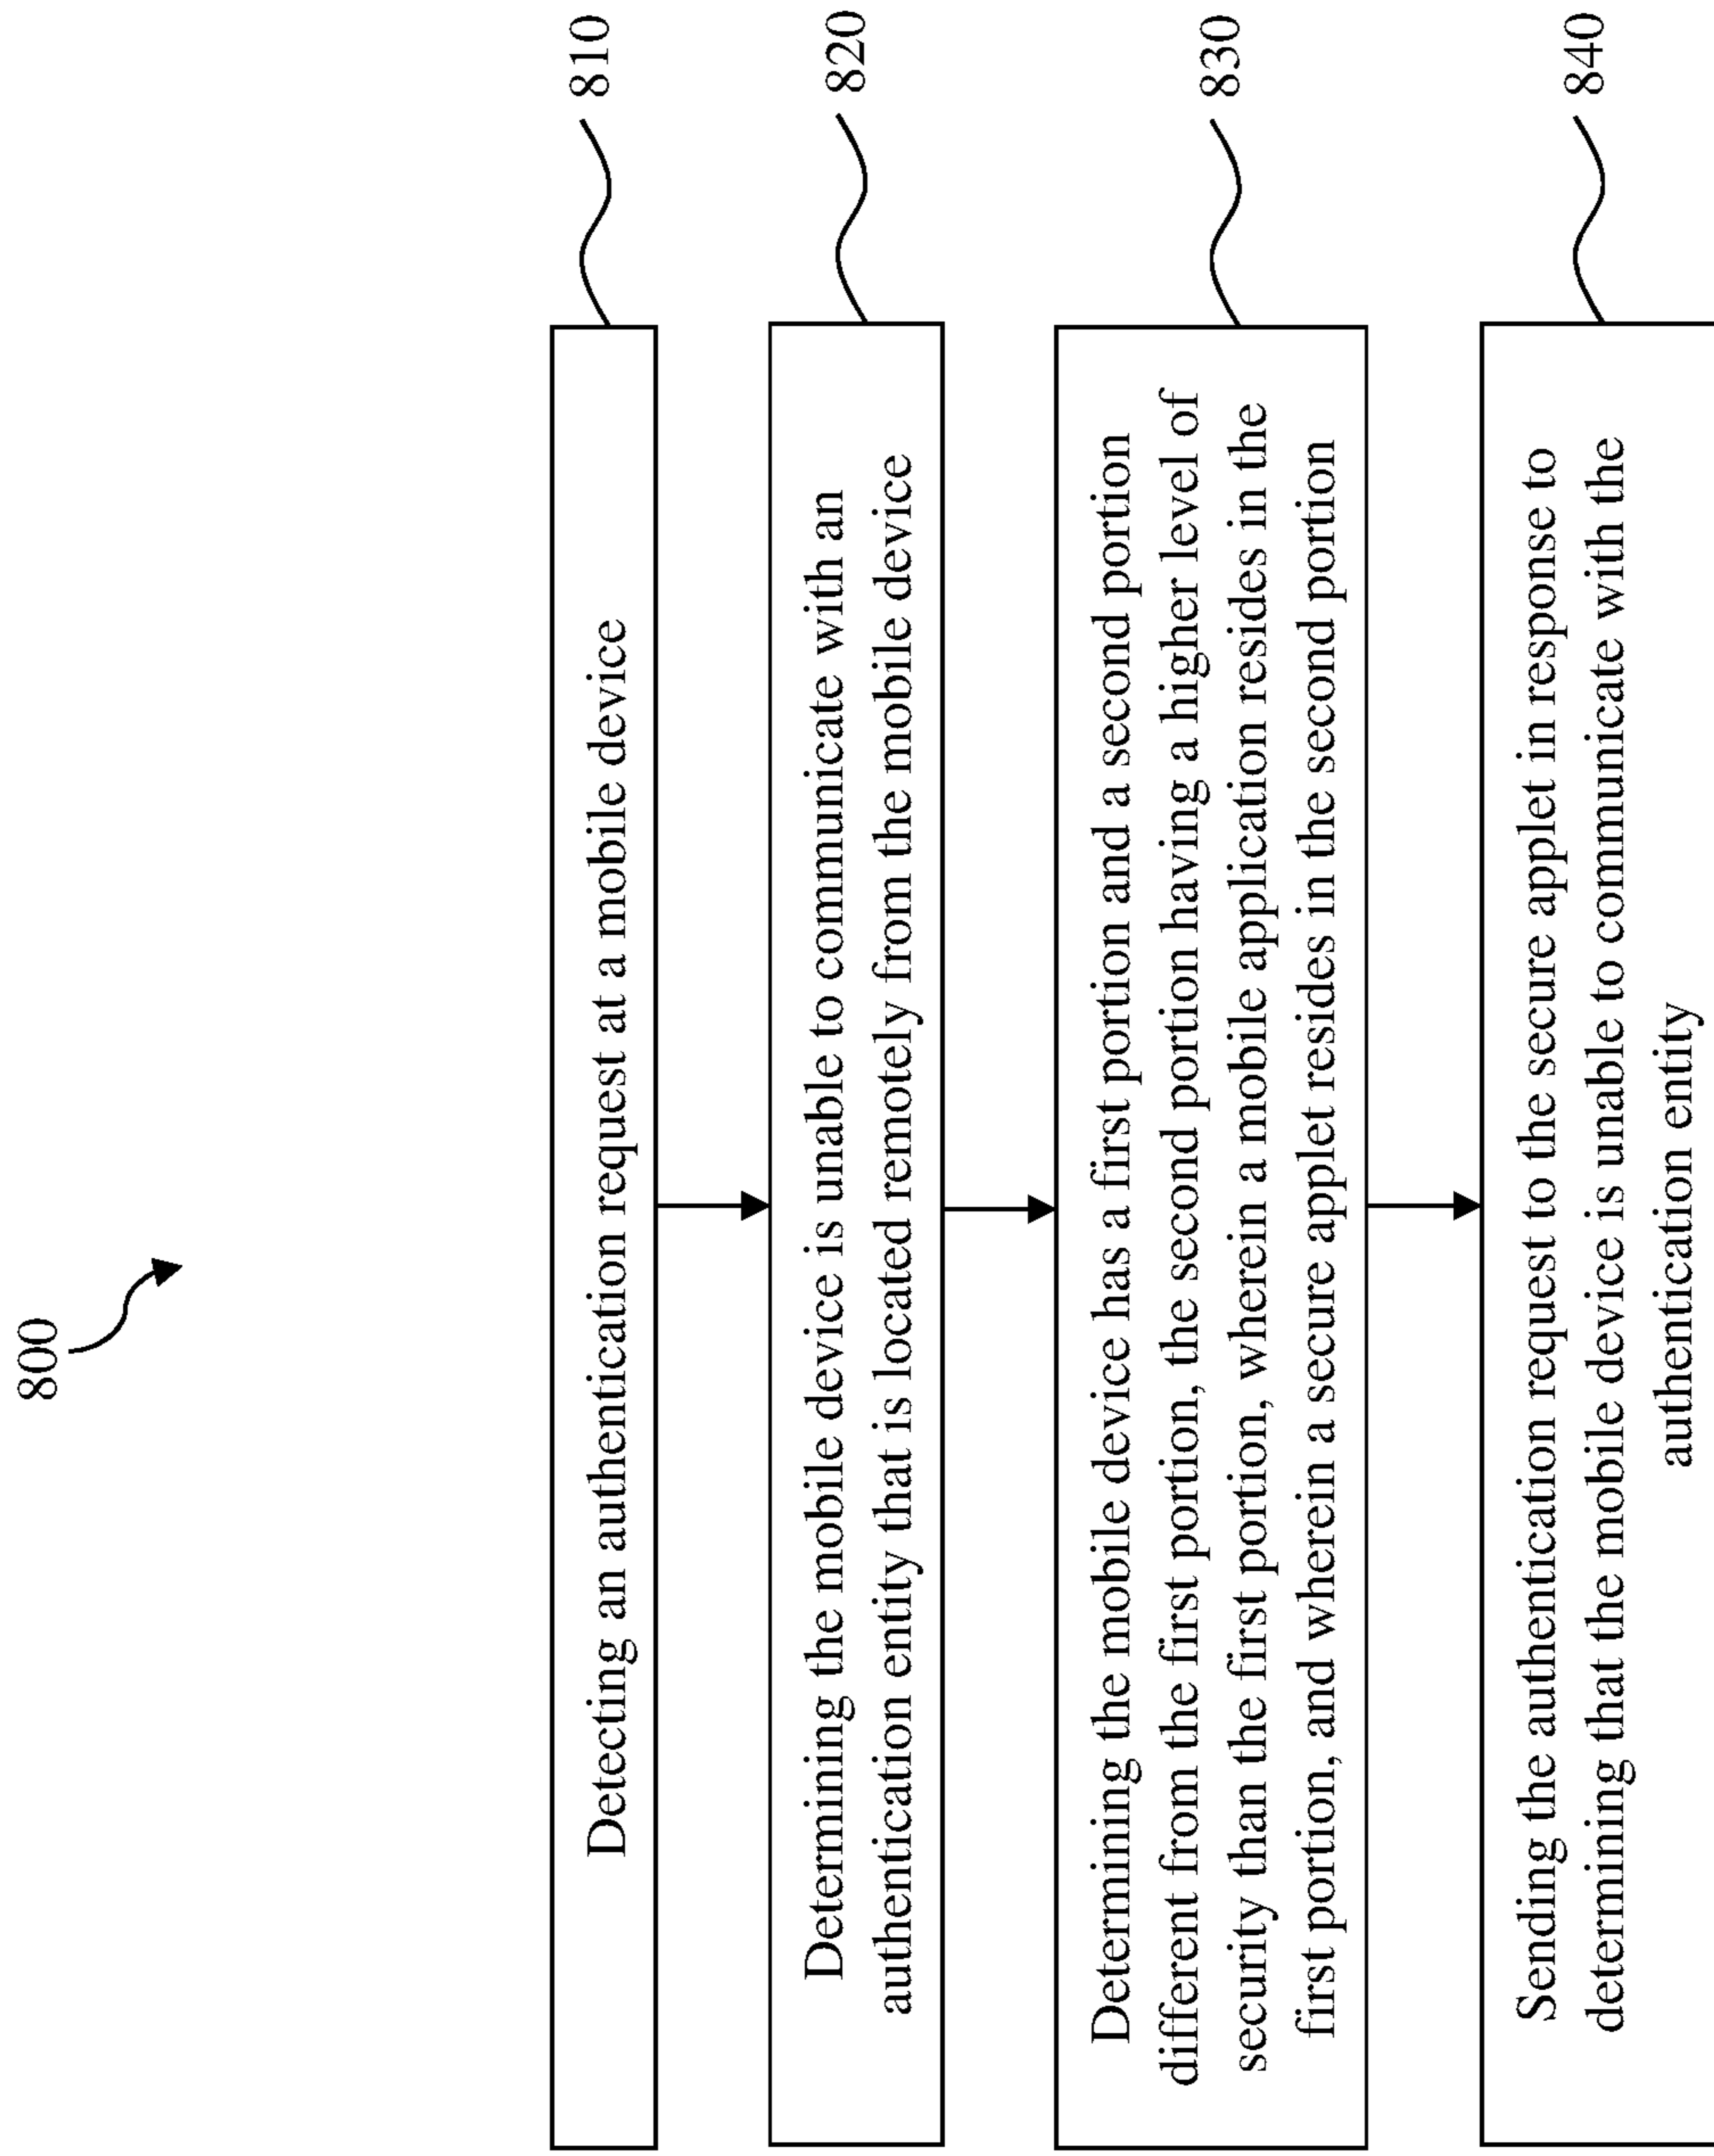 800
Detecting an authentication request at a mobile device
810
Determining the mobile device is unable to communicate with an
authentication entity that is located remotely from the mobile device
820
Determining the mobile device has a first portion and a second portion
different from the first portion, the second portion having a higher level of
security than the first portion, wherein a mobile application resides in the
first portion, and wherein a secure applet resides in the second portion
830
Sending the authentication request to the secure applet in response to
determining that the mobile device is unable to communicate with the
authentication entity
840